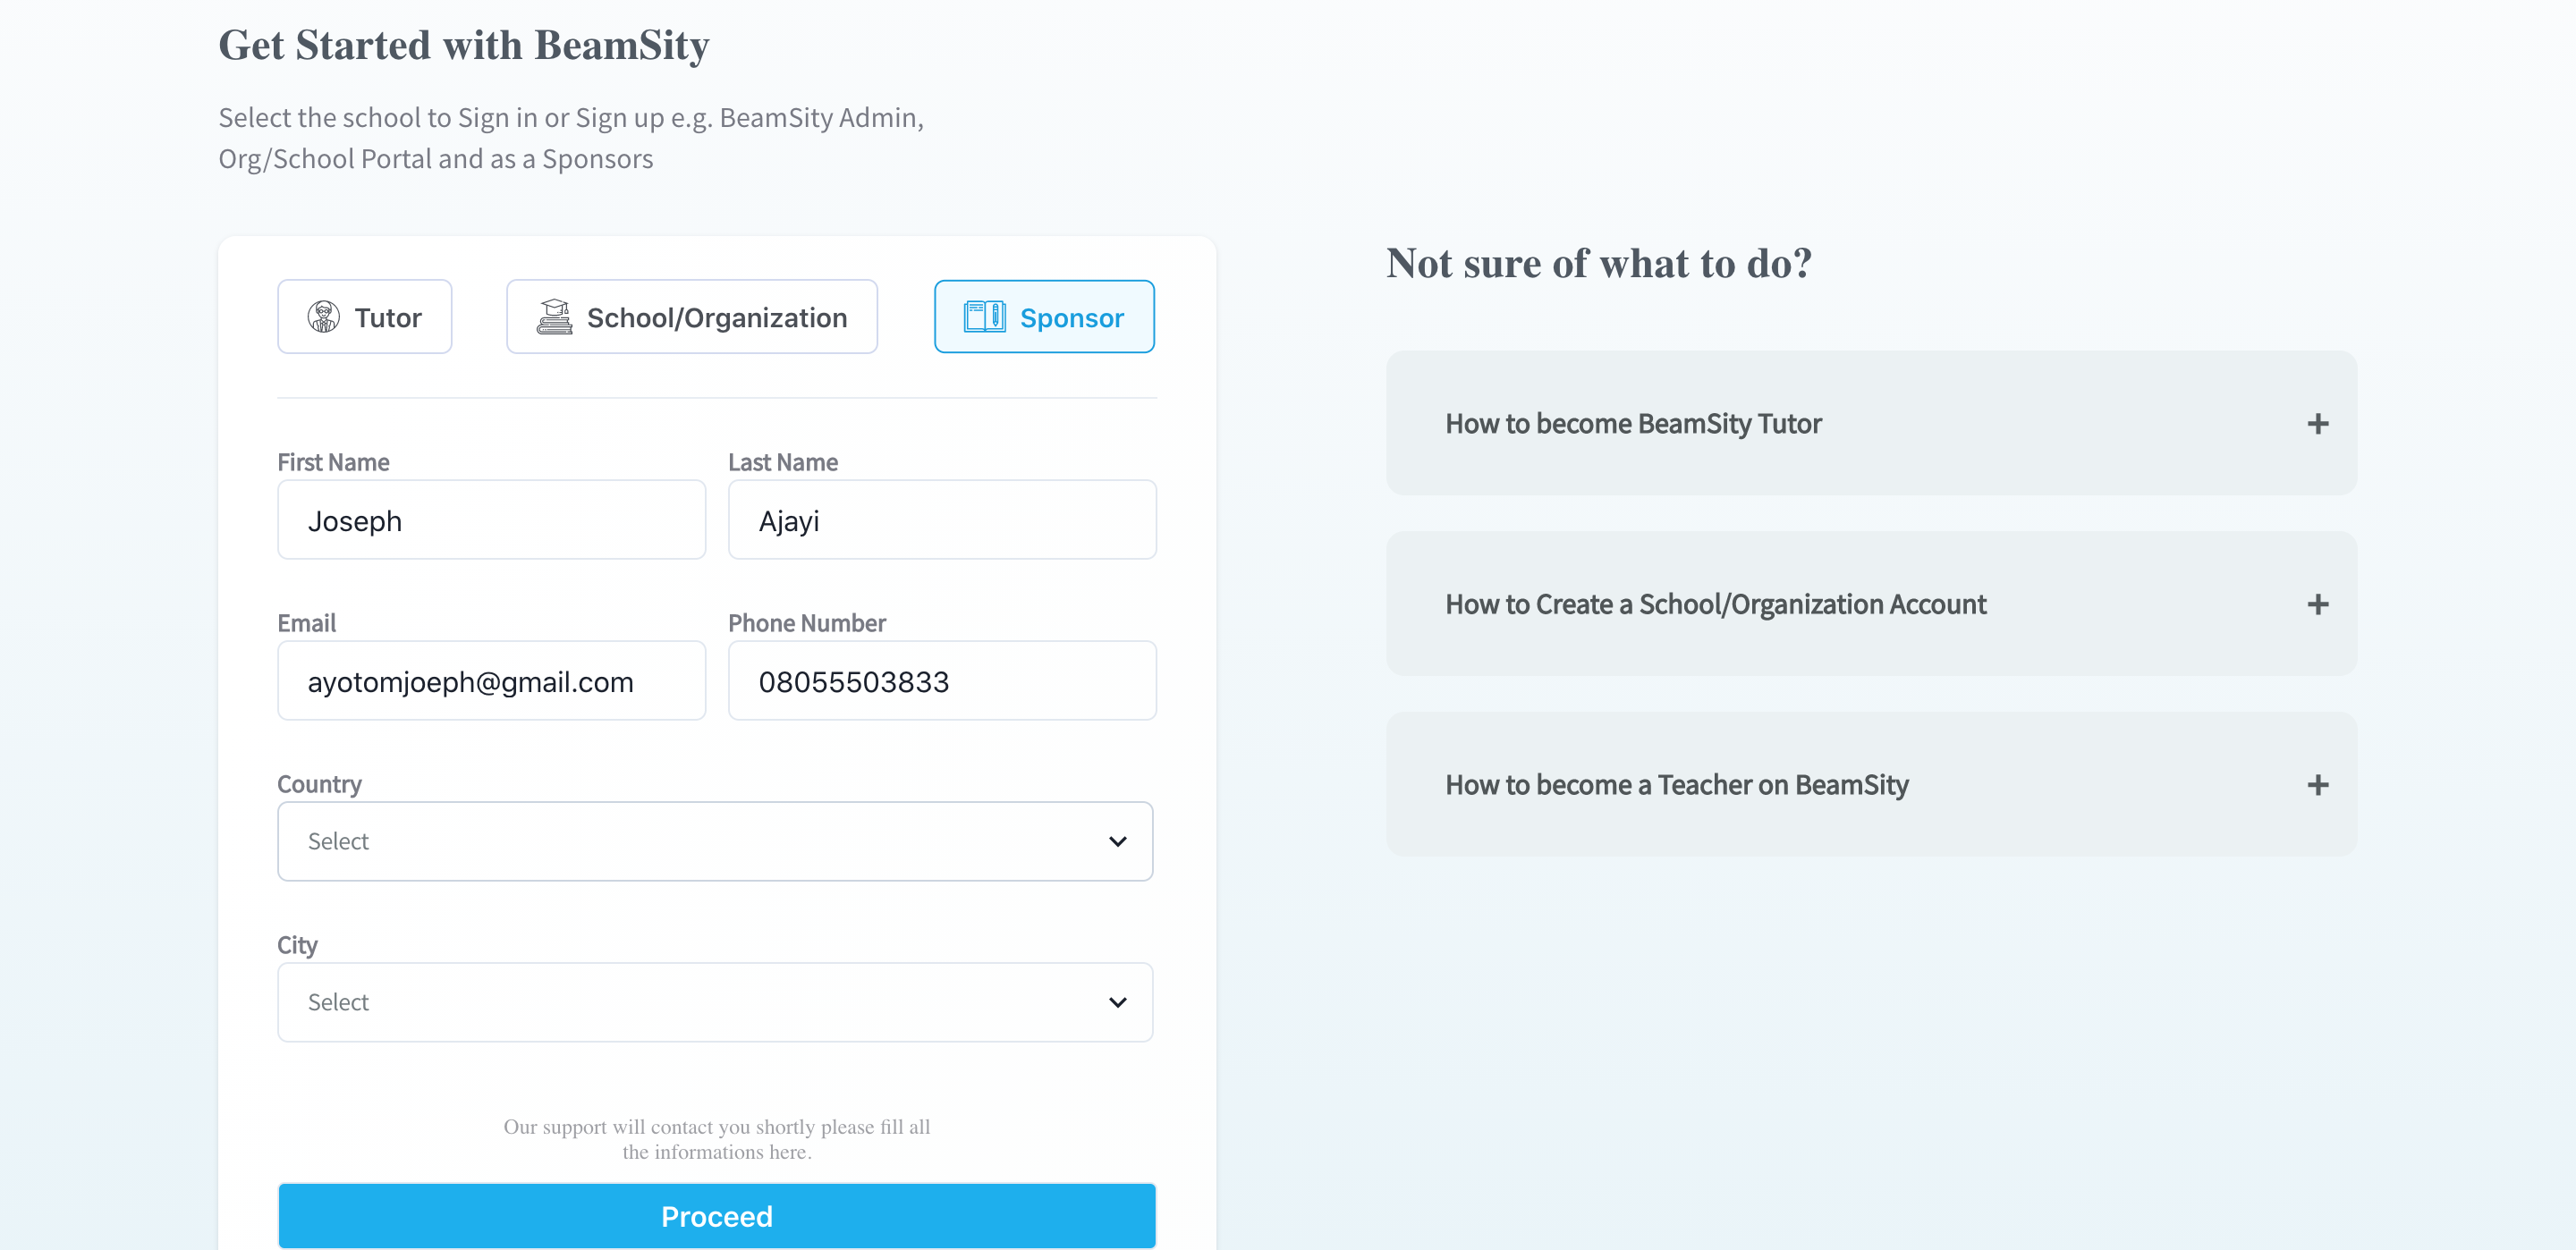 Get Started with BeamSity
Select the school to Sign in or Sign up e.g. BeamSity Admin,
Org/School Portal and as a Sponsors
Tutor
School/Organization
Sponsor
First Name
Last Name
Joseph
Ajayi
Email
Phone Number
ayotomjoeph@gmail.com
08055503833
Country
Select
City
Select
Our support will contact you shortly please fill all
the informations here.
Proceed
Not sure of what to do?
How to become BeamSity Tutor
How to Create a School/Organization Account
How to become a Teacher on BeamSity